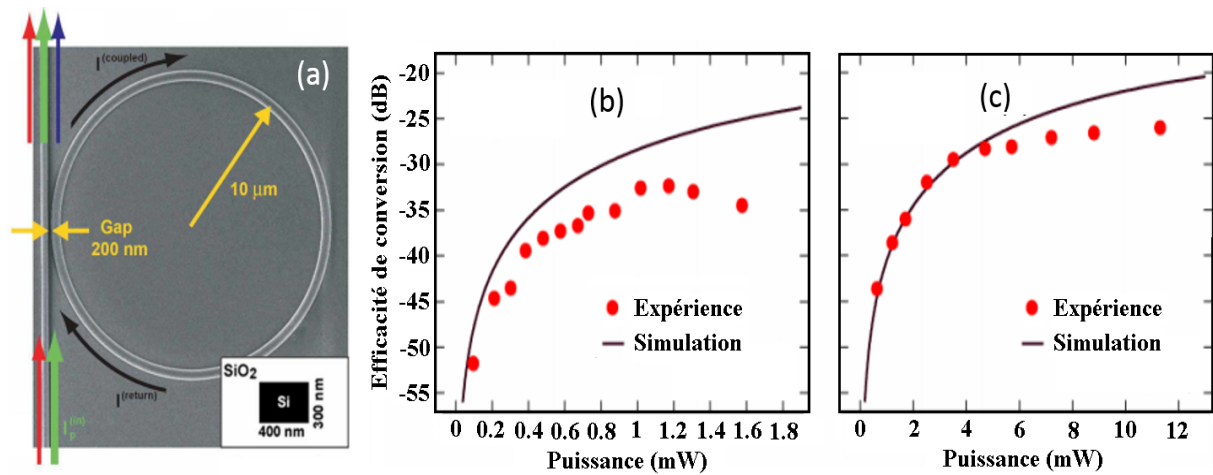 (a)
I(coupled)
10 μm
Gap
200 nm
I(return)
Ip(in)
SiO2
Si
300 nm
400 nm
(b)
Efficacité de conversion (dB)
-20
-25
-30
-35
-40
-45
-50
-55
Expérience
Simulation
0 0.2 0.4 0.6 0.8 1 1.2 1.4 1.6 1.8
Puissance (mW)
(c)
Expérience
Simulation
0 2 4 6 8 10 12
Puissance (mW)